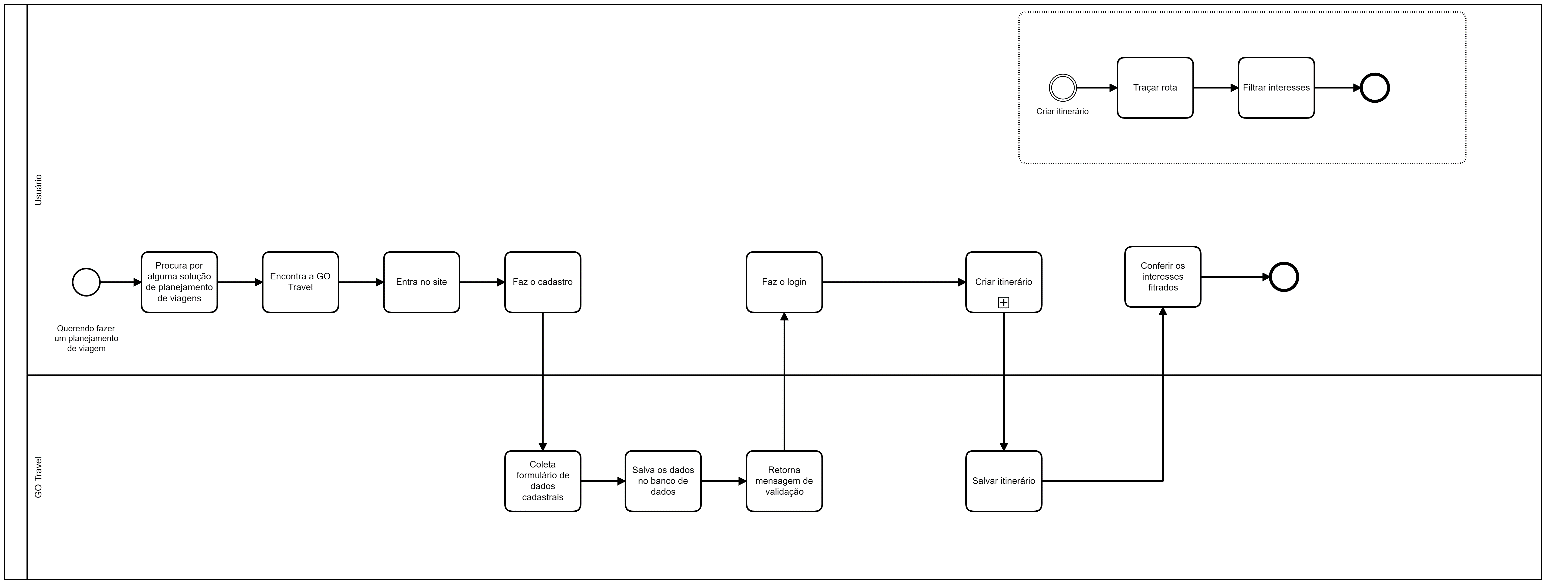 Criar itinerário
Traçar rota
Filtrar interesses
Usuário
Querendo fazer
um planejamento
de viagem
Procura por
alguma solução
de planejamento
de viagens
Encontra a GO
Travel
Entra no site
Faz o cadastro
Faz o login
Criar itinerário
Conferir os
interesses
fitrados
GO Travel
Coleta
formulário de
dados
cadastrais
Salva os dados
no banco de
dados
Retorna
mensagem de
validação
Salvar itinerário